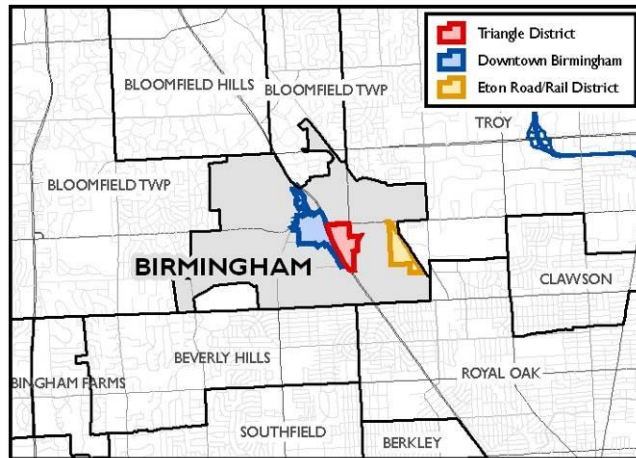 Triangle District
Downtown Birmingham
Eton Road/Rail District
BLOOMFIELD HILLS
BLOOMFIELD TWP
TROY
BLOOMFIELD TWP
BIRMINGHAM
CLAWSON
BEVERLY HILLS
ROYAL OAK
BINGHAM FARMS
SOUTHFIELD
BERKLEY